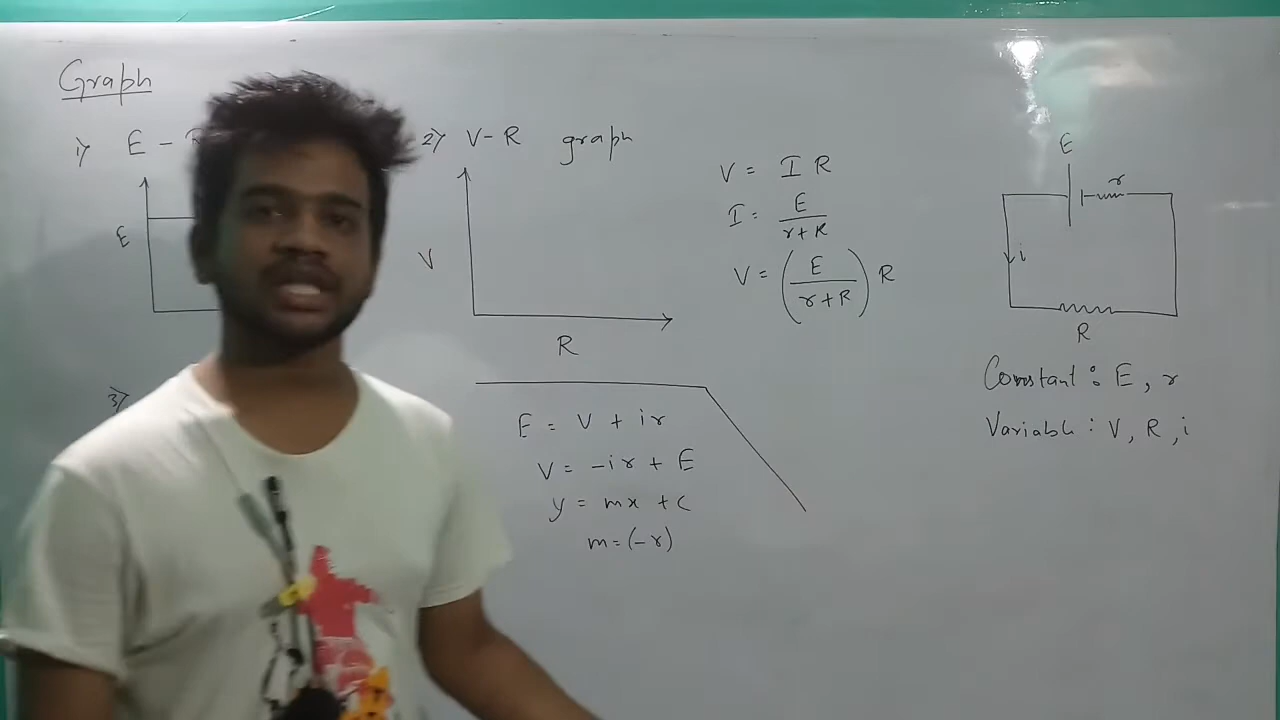 Graph
1) E -
E
2) V-R graph
V
R
V = I R
I = E / r+R
V = (E / r+R) R
E
r
i
R
Constant : E, r
Variable : V, R, i
3)
E = V + ir
V = -ir + E
y = mx + c
m = (-r)